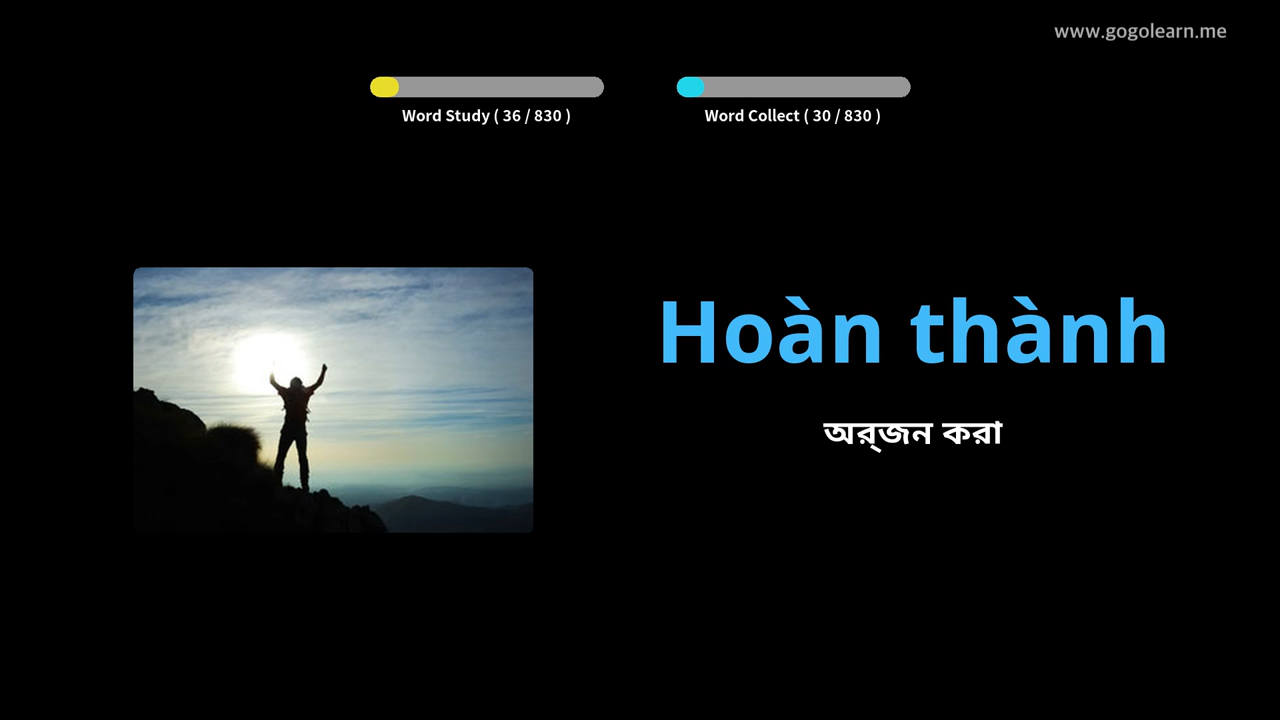 www.gogolearn.me
Word Study ( 36 / 830 )
Word Collect ( 30 / 830 )
Hoàn thành
অর্জন করা